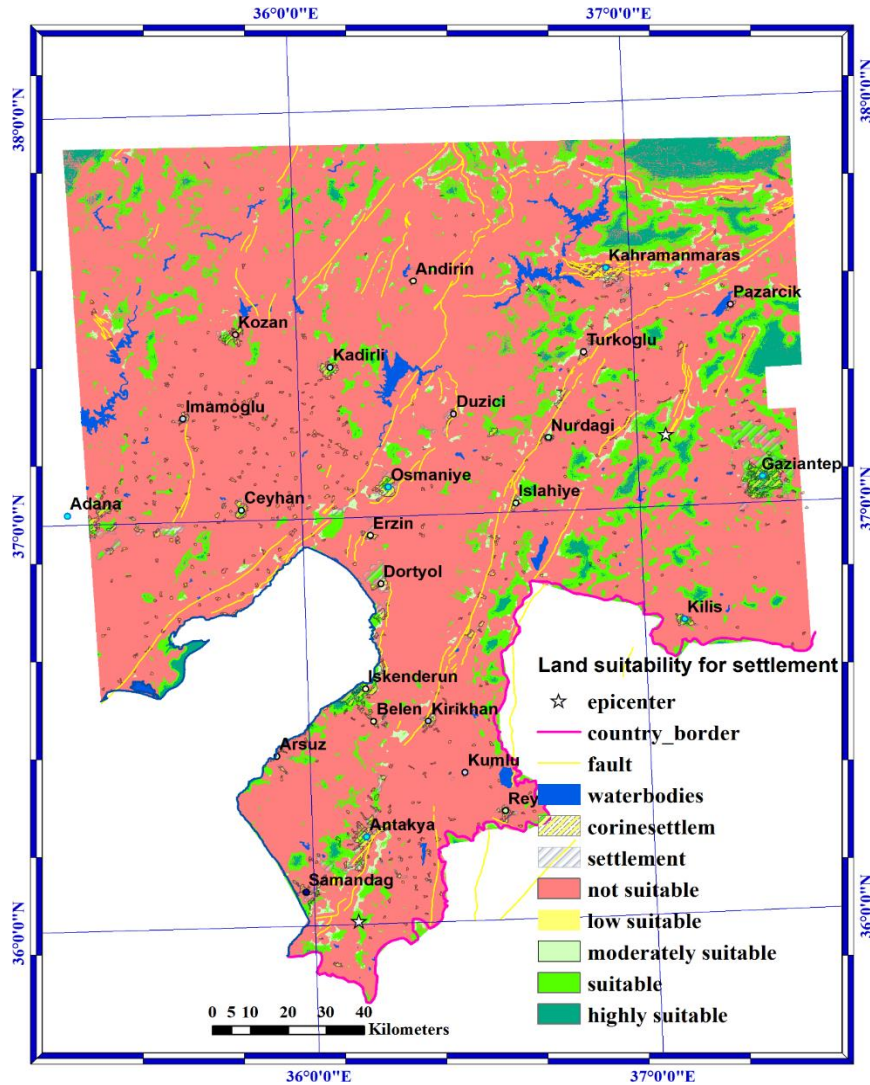 36°0'0"E 37°0'0"E
38°0'0"N 38°0'0"N
Kahramanmaras
Andirin
Pazarcik
Kozan
Turkoglu
Kadirli
Imamoglu
Duzici
Nurdagi
Gaziantep
Osmaniye
Ceyhan
Islahiye
Adana
37°0'0"N 37°0'0"N
Erzin
Dortyol
Kilis
Land suitability for settlement
Iskenderun
epicenter
Belen Kirikhan
country_border
Arsuz
fault
Kumlu
waterbodies
Rey
corinesettlem
Antakya
settlement
Samandag
not suitable
low suitable
36°0'0"N 36°0'0"N
moderately suitable
suitable
highly suitable
0 5 10 20 30 40
Kilometers
36°0'0"E 37°0'0"E